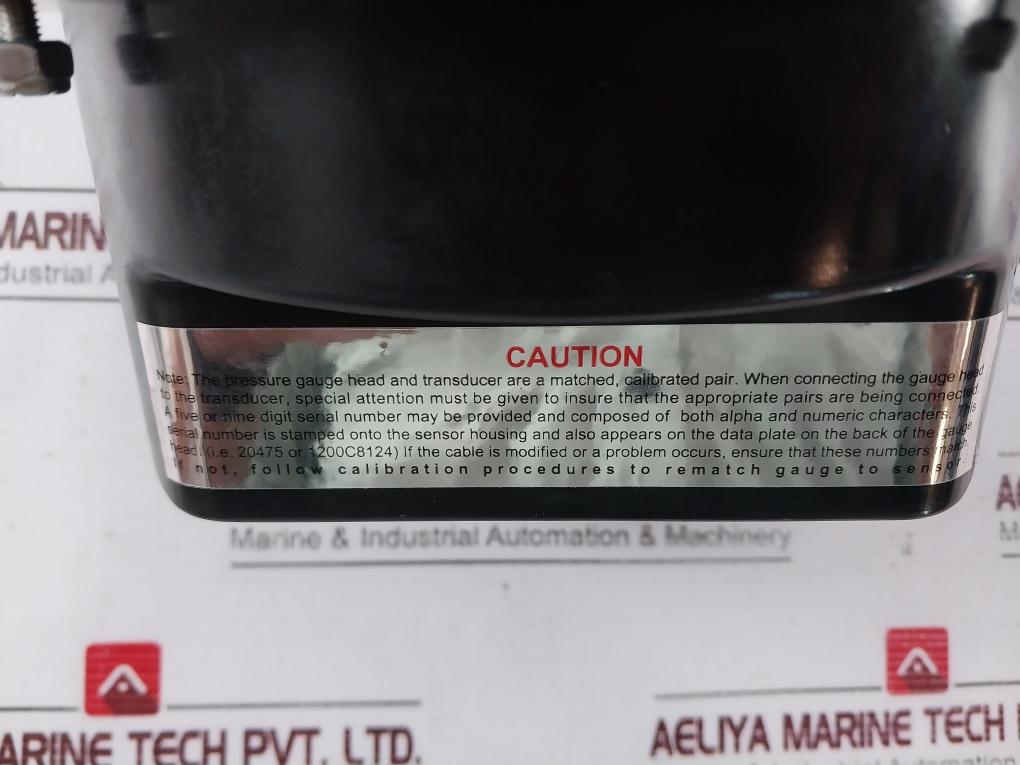 MARIN
dustrial A
CAUTION
Note: The pressure gauge head and transducer are a matched, calibrated pair. When connecting the gauge head
to the transducer, special attention must be given to insure that the appropriate pairs are being connected.
A five or nine digit serial number may be provided and composed of both alpha and numeric characters. This
serial number is stamped onto the sensor housing and also appears on the data plate on the back of the gauge
head. (i.e. 20475 or 1200C8124) If the cable is modified or a problem occurs, ensure that these numbers match.
If not, follow calibration procedures to rematch gauge to sensor.
Marine & Industrial Automation & Machinery
AE
M
ARINE TECH PVT. LTD.
AELIYA MARINE TECH
Industrial Automation